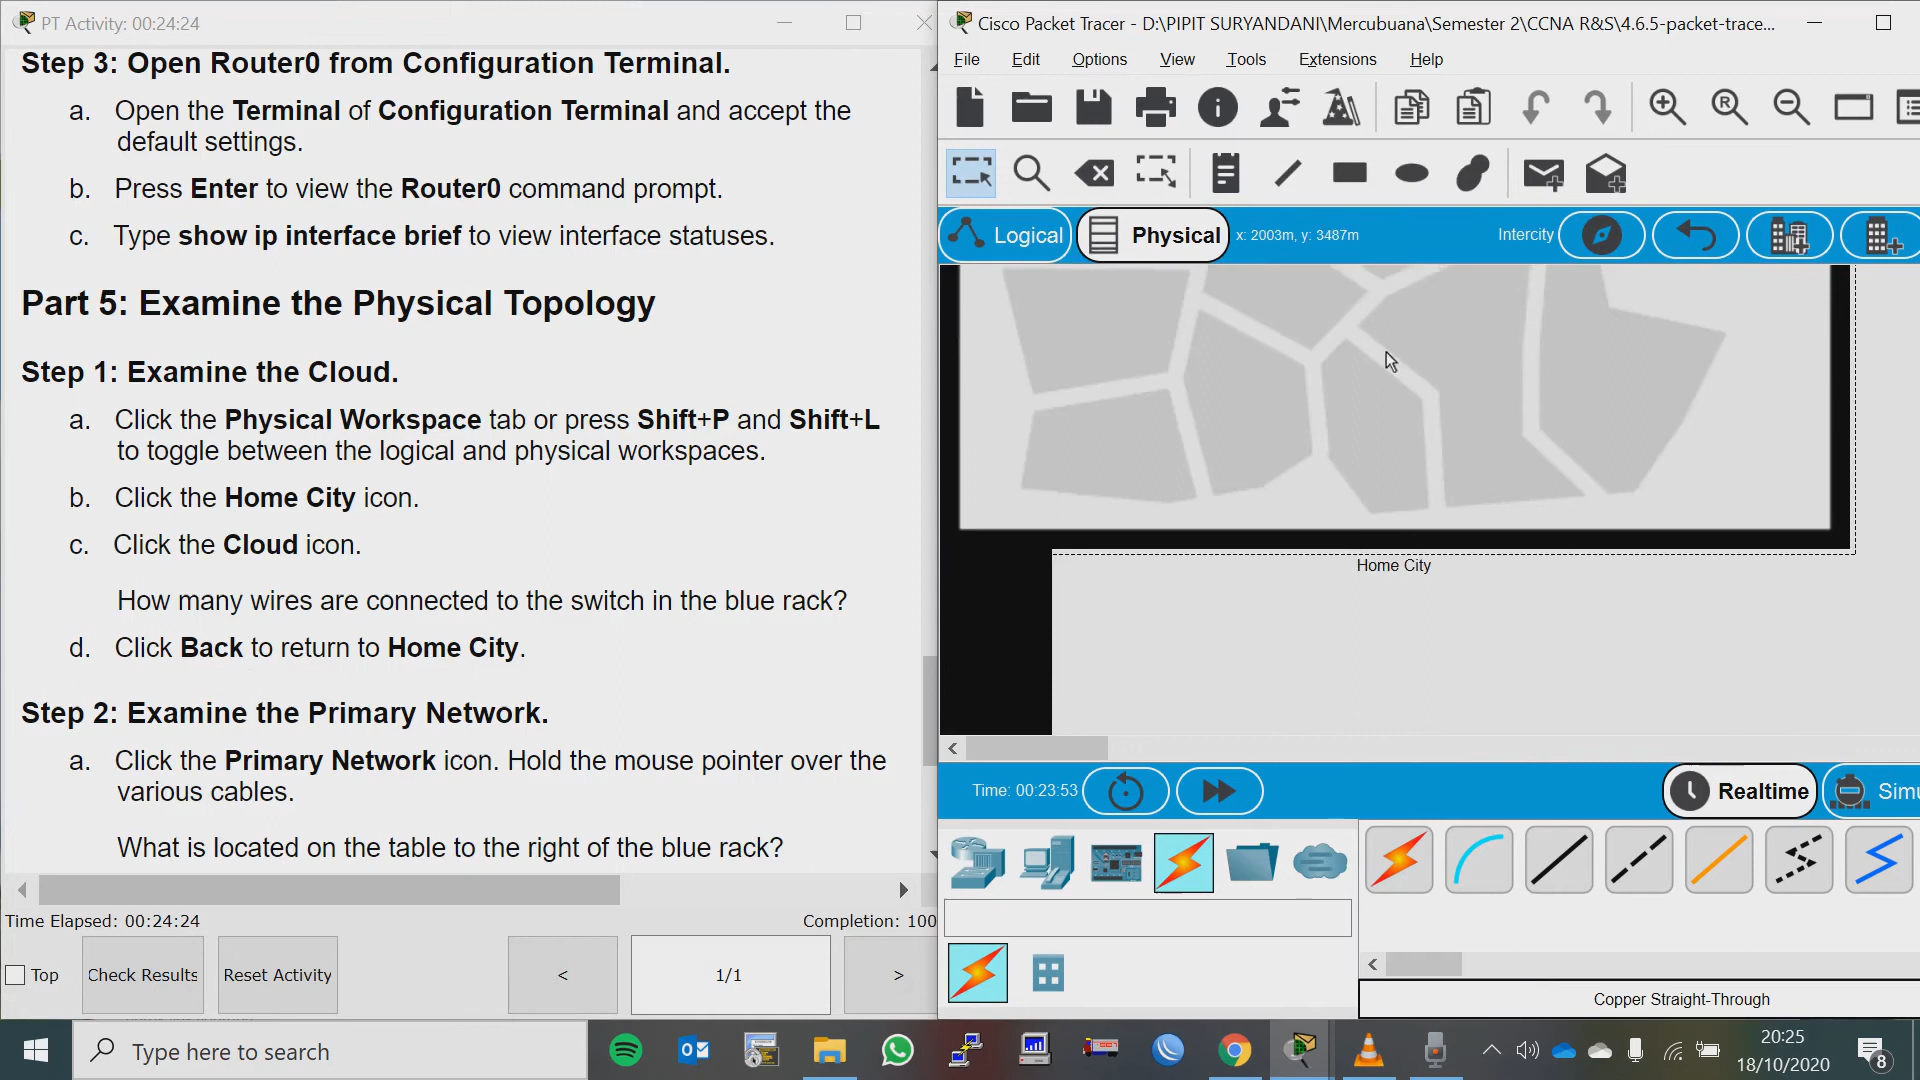 PT Activity: 00:24:24
Step 3: Open Router0 from Configuration Terminal.
a. Open the Terminal of Configuration Terminal and accept the
default settings.
b. Press Enter to view the Router0 command prompt.
c. Type show ip interface brief to view interface statuses.
Part 5: Examine the Physical Topology
Step 1: Examine the Cloud.
a. Click the Physical Workspace tab or press Shift+P and Shift+L
to toggle between the logical and physical workspaces.
b. Click the Home City icon.
c. Click the Cloud icon.
How many wires are connected to the switch in the blue rack?
d. Click Back to return to Home City.
Step 2: Examine the Primary Network.
a. Click the Primary Network icon. Hold the mouse pointer over the
various cables.
What is located on the table to the right of the blue rack?
Time Elapsed: 00:24:24
Completion: 100
Top
Check Results
Reset Activity
<
1/1
>
Cisco Packet Tracer - D:\PIPIT SURYANDANI\Mercubuana\Semester 2\CCNA R&S\4.6.5-packet-trace...
File Edit Options View Tools Extensions Help
Logical
Physical
x: 2003m, y: 3487m
Intercity
Home City
Time: 00:23:53
Realtime
Simu
Copper Straight-Through
Type here to search
20:25
18/10/2020
8